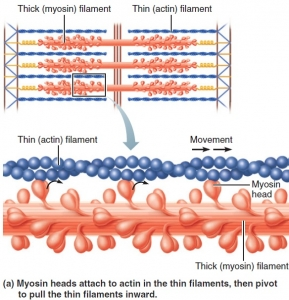 Thick (myosin) filament
Thin (actin) filament
Thin (actin) filament
Movement
Myosin
head
Thick (myosin) filament
(a) Myosin heads attach to actin in the thin filaments, then pivot
to pull the thin filaments inward.